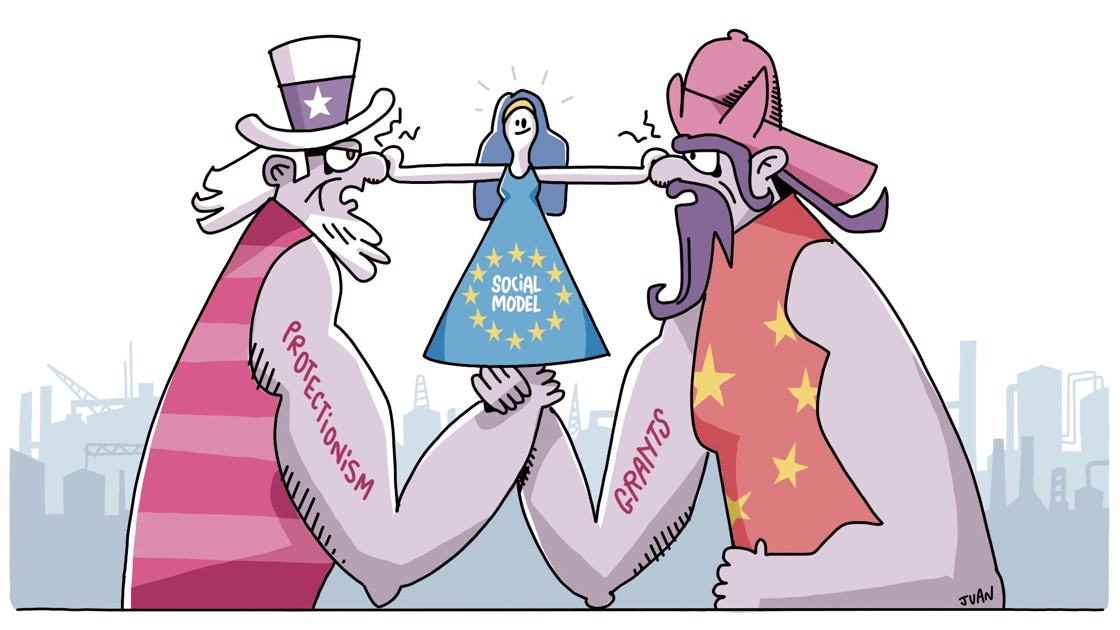 SOCIAL
MODEL
PROTECTIONISM
GRANTS
JUAN